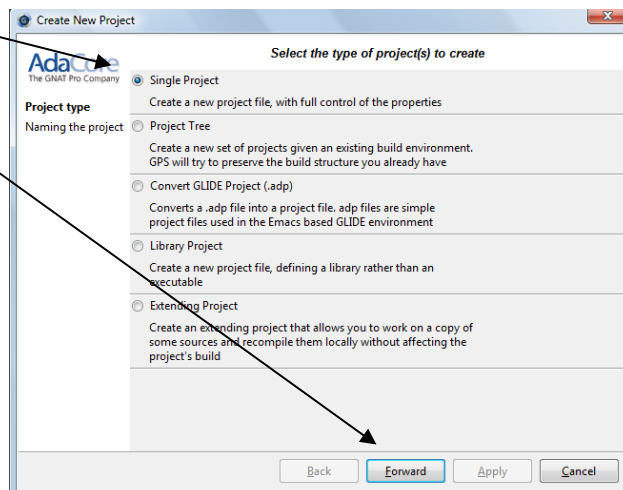 Create New Project
AdaCore
The GNAT Pro Company
Select the type of project(s) to create
Project type
Naming the project
Single Project
Create a new project file, with full control of the properties
Project Tree
Create a new set of projects given an existing build environment.
GPS will try to preserve the build structure you already have
Convert GLIDE Project (.adp)
Converts a .adp file into a project file. adp files are simple
project files used in the Emacs based GLIDE environment
Library Project
Create a new project file, defining a library rather than an
executable
Extending Project
Create an extending project that allows you to work on a copy of
some sources and recompile them locally without affecting the
project's build
Back
Forward
Apply
Cancel